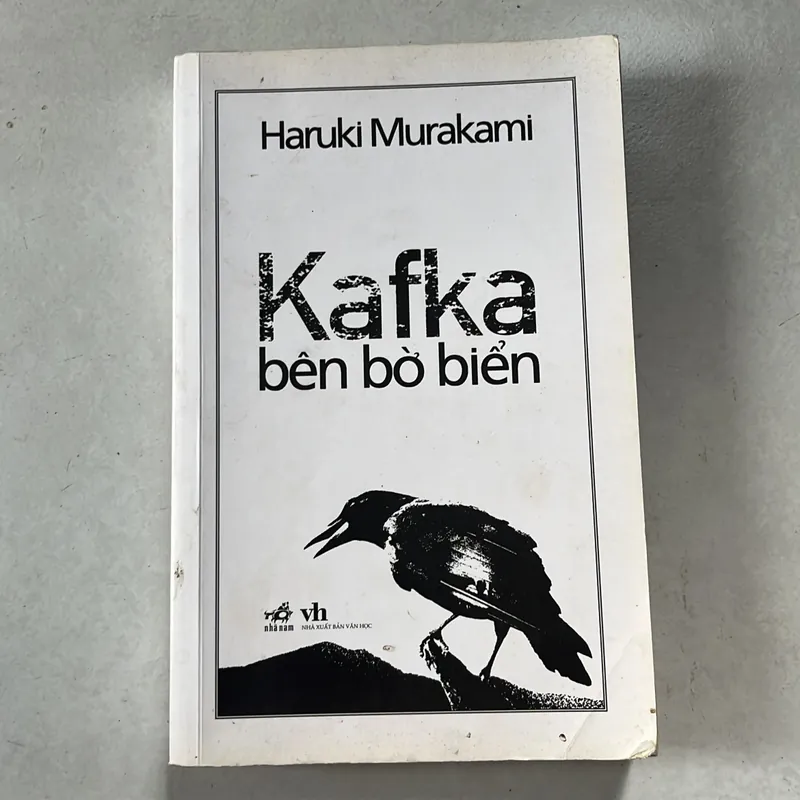 Haruki Murakami
Kafka
bên bờ biển
nhã nam
vh
NHÀ XUẤT BẢN VĂN HỌC